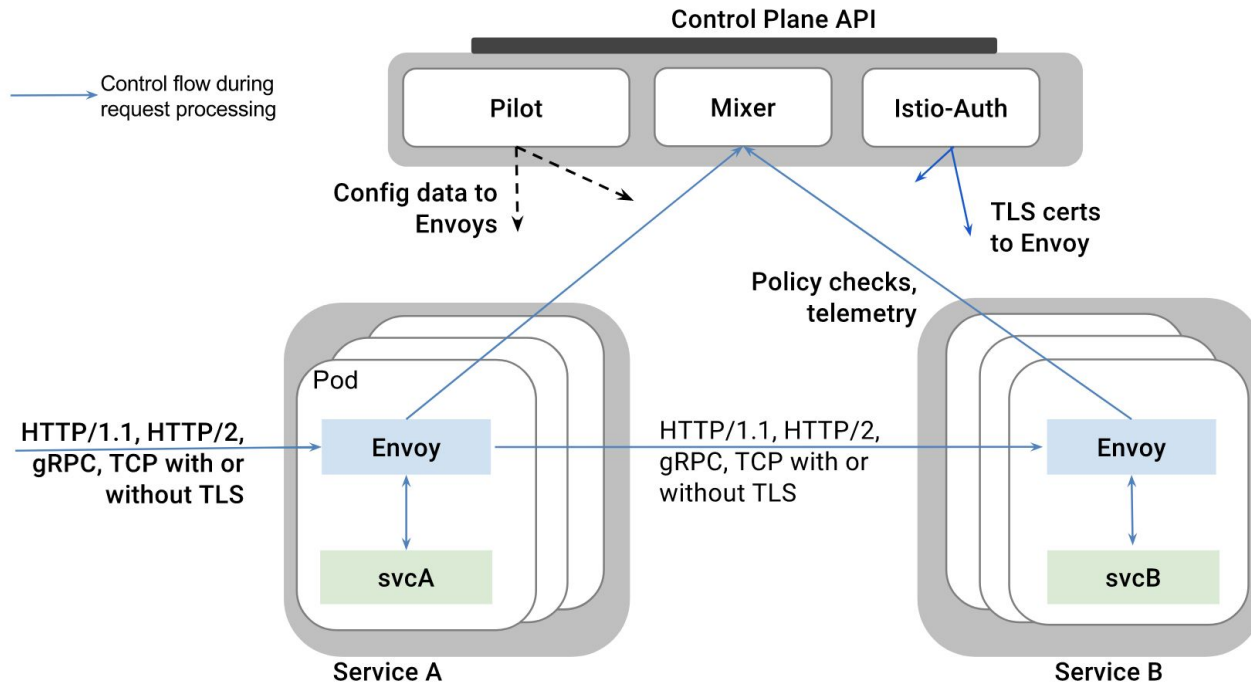 Control Plane API
Control flow during
request processing
Pilot
Mixer
Istio-Auth
Config data to
Envoys
TLS certs
to Envoy
Policy checks,
telemetry
Pod
HTTP/1.1, HTTP/2,
gRPC, TCP with or
without TLS
Envoy
HTTP/1.1, HTTP/2,
gRPC, TCP with or
without TLS
Envoy
svcA
svcB
Service A
Service B